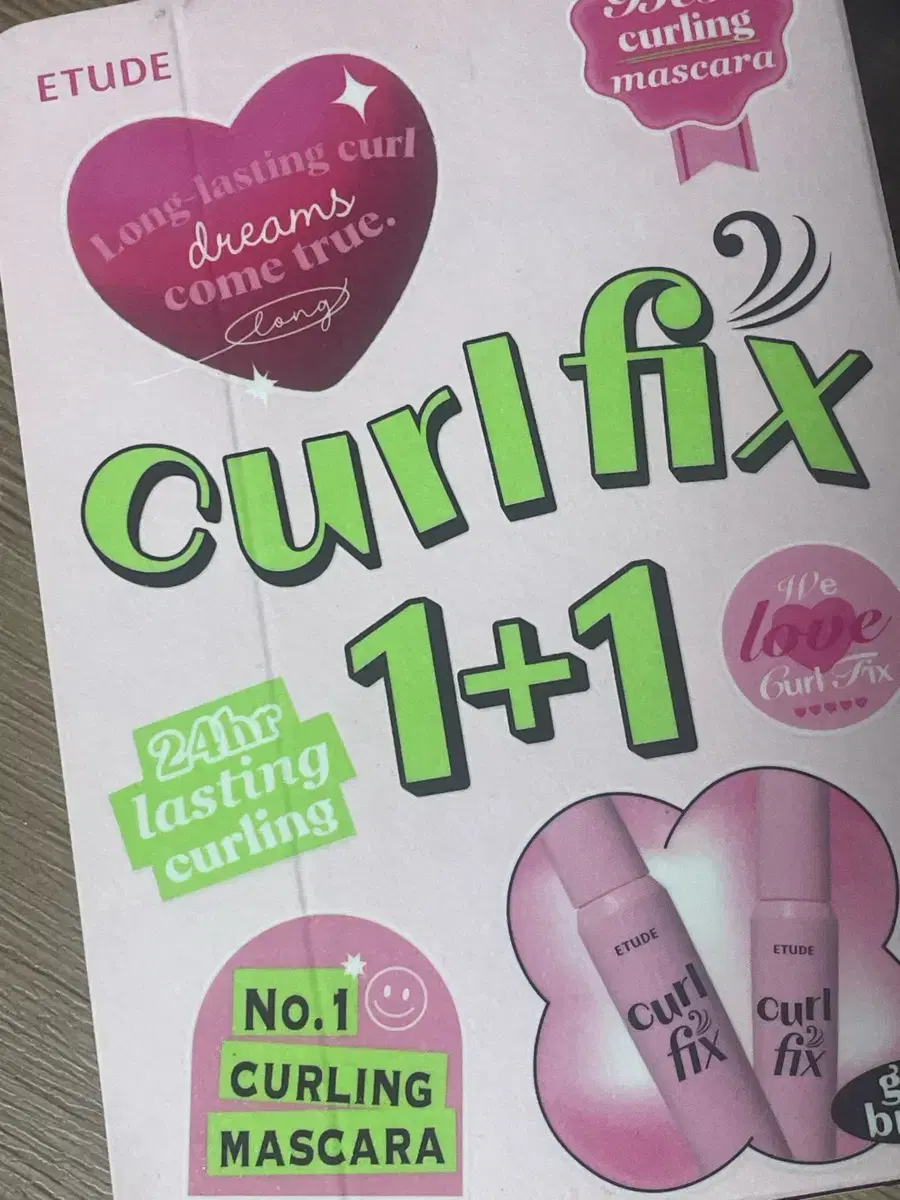 ETUDE
curling
mascara
Long-lasting curl
dreams
come true.
long
curl fix
1+1
We
love
Curl Fix
24hr
lasting
curling
ETUDE
curl
fix
ETUDE
curl
fix
No.1
CURLING
MASCARA